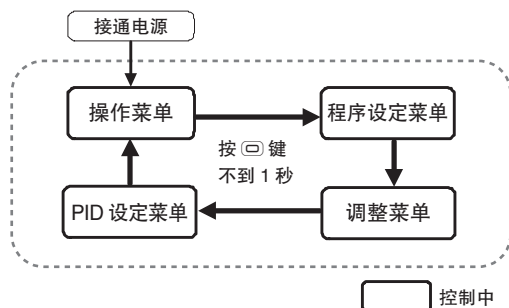 接通电源
操作菜单
程序设定菜单
按 键
不到 1 秒
PID 设定菜单
调整菜单
控制中